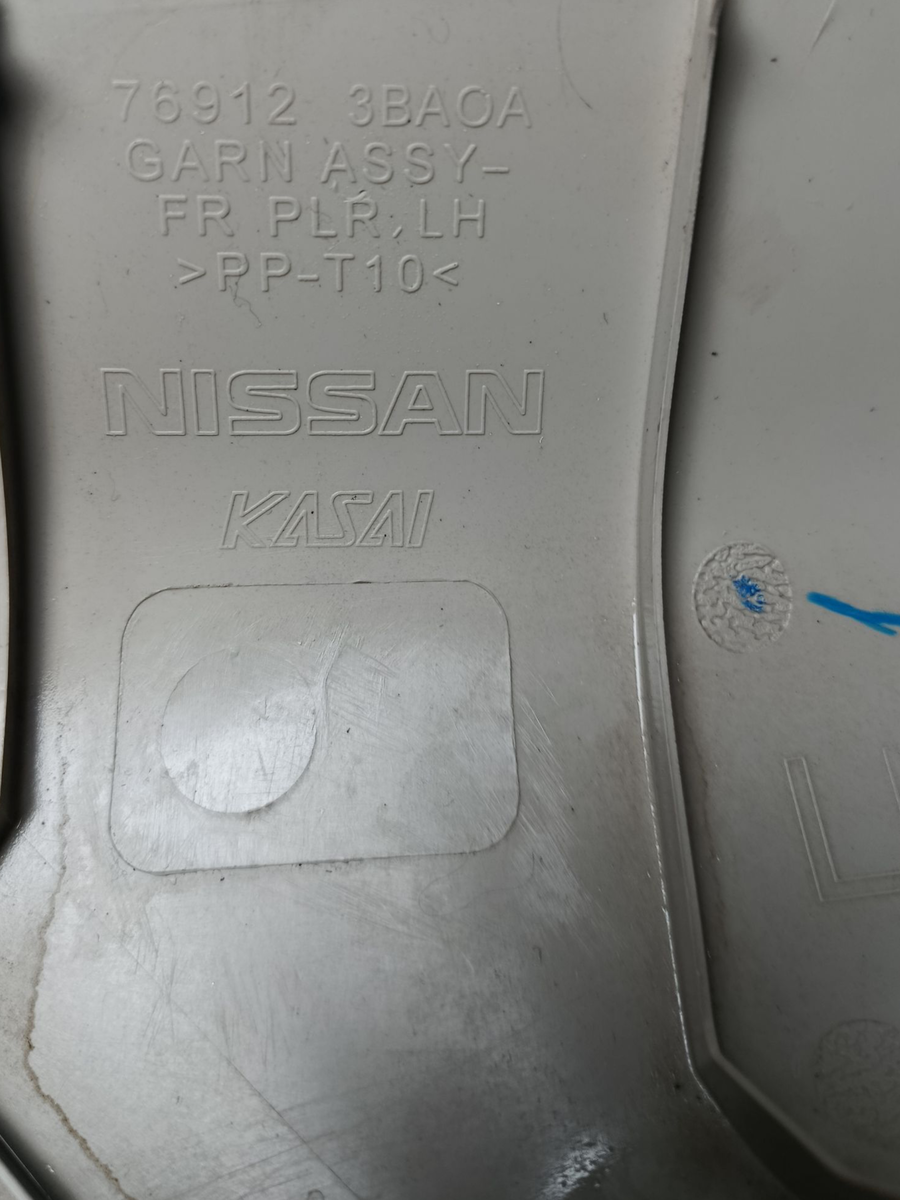 76912 3BA0A
GARN ASSY-
FR PLR,LH
>PP-T10<
NISSAN
KASAI
L